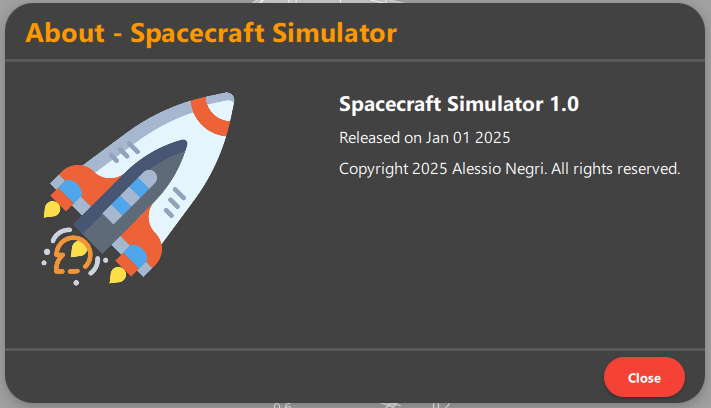 About - Spacecraft Simulator
Spacecraft Simulator 1.0
Released on Jan 01 2025
Copyright 2025 Alessio Negri. All rights reserved.
Close